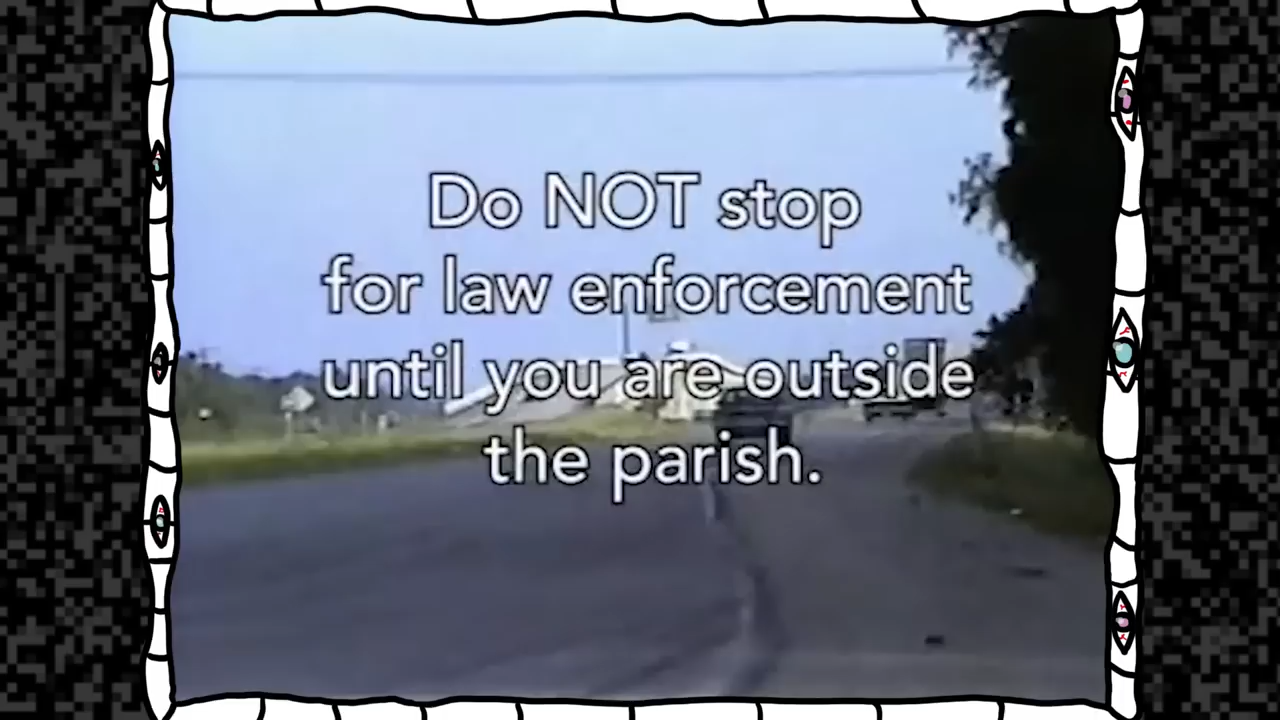 Do NOT stop
for law enforcement
until you are outside
the parish.